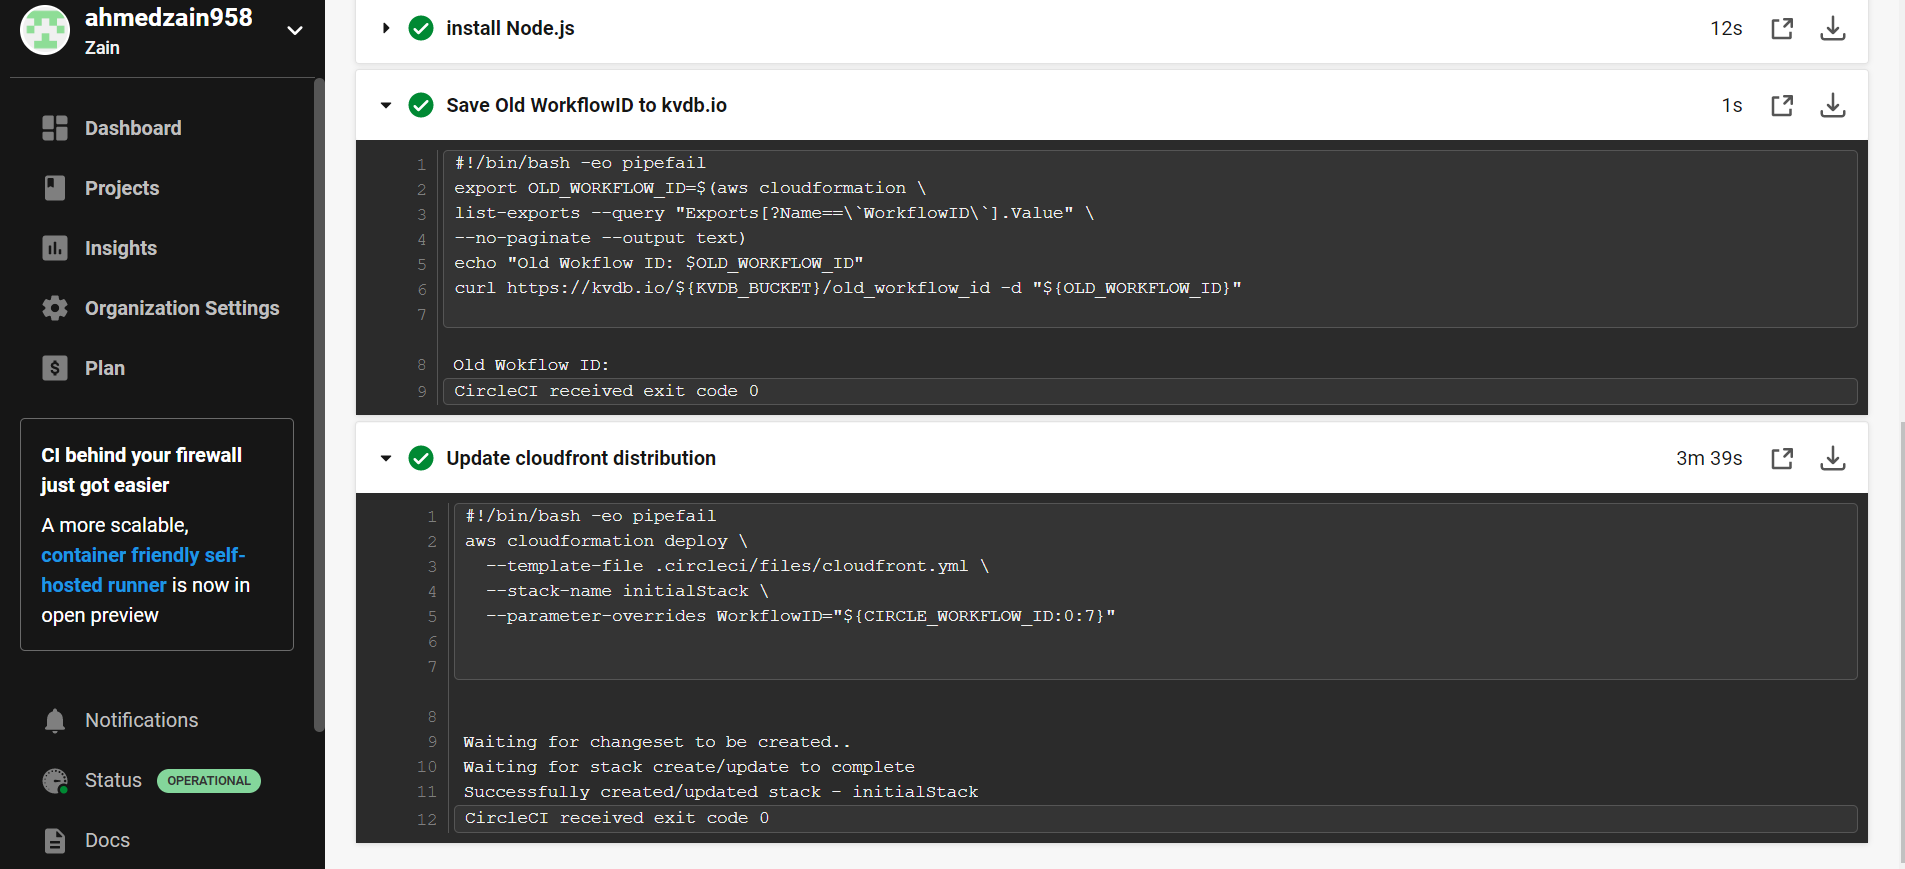 ahmedzain958
Zain
Dashboard
Projects
Insights
Organization Settings
Plan
CI behind your firewall
just got easier
A more scalable,
container friendly self-
hosted runner is now in
open preview
Notifications
Status OPERATIONAL
Docs
install Node.js 12s
Save Old WorkflowID to kvdb.io 1s
1 #!/bin/bash -eo pipefail
2 export OLD_WORKFLOW_ID=$(aws cloudformation \
3 list-exports --query "Exports[?Name==\`WorkflowID\`].Value" \
4 --no-paginate --output text)
5 echo "Old Wokflow ID: $OLD_WORKFLOW_ID"
6 curl https://kvdb.io/${KVDB_BUCKET}/old_workflow_id -d "${OLD_WORKFLOW_ID}"
7
8 Old Wokflow ID:
9 CircleCI received exit code 0
Update cloudfront distribution 3m 39s
1 #!/bin/bash -eo pipefail
2 aws cloudformation deploy \
3 --template-file .circleci/files/cloudfront.yml \
4 --stack-name initialStack \
5 --parameter-overrides WorkflowID="${CIRCLE_WORKFLOW_ID:0:7}"
6
7
8
9 Waiting for changeset to be created..
10 Waiting for stack create/update to complete
11 Successfully created/updated stack - initialStack
12 CircleCI received exit code 0